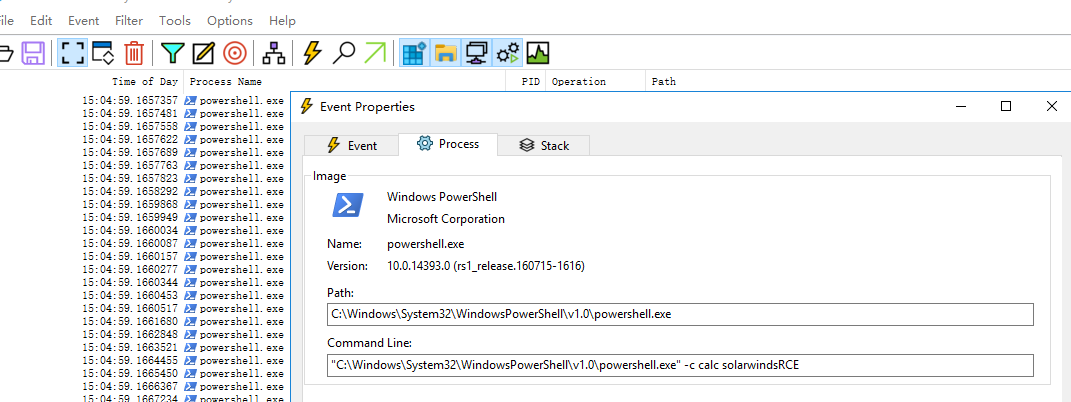 File Edit Event Filter Tools Options Help
Time of Day Process Name PID Operation Path
15:04:59.1657357 powershell.exe
15:04:59.1657481 powershell.exe
15:04:59.1657558 powershell.exe
15:04:59.1657622 powershell.exe
15:04:59.1657689 powershell.exe
15:04:59.1657763 powershell.exe
15:04:59.1657823 powershell.exe
15:04:59.1658292 powershell.exe
15:04:59.1659868 powershell.exe
15:04:59.1659949 powershell.exe
15:04:59.1660034 powershell.exe
15:04:59.1660087 powershell.exe
15:04:59.1660157 powershell.exe
15:04:59.1660277 powershell.exe
15:04:59.1660344 powershell.exe
15:04:59.1660453 powershell.exe
15:04:59.1660517 powershell.exe
15:04:59.1661680 powershell.exe
15:04:59.1662848 powershell.exe
15:04:59.1663521 powershell.exe
15:04:59.1664455 powershell.exe
15:04:59.1665450 powershell.exe
15:04:59.1666367 powershell.exe
15:04:59.1667234 powershell.exe
Event Properties
Event Process Stack
Image
Windows PowerShell
Microsoft Corporation
Name: powershell.exe
Version: 10.0.14393.0 (rs1_release.160715-1616)
Path:
C:\Windows\System32\WindowsPowerShell\v1.0\powershell.exe
Command Line:
"C:\Windows\System32\WindowsPowerShell\v1.0\powershell.exe" -c calc solarwindsRCE